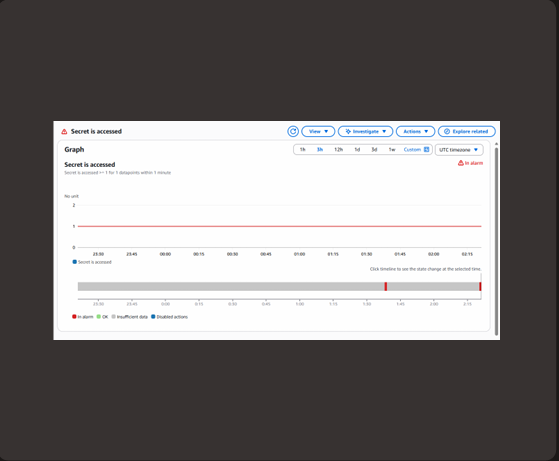 Secret is accessed
View ▼ Investigate ▼ Actions ▼ Explore related
Graph
1h 3h 12h 1d 3d 1w Custom UTC timezone ▼
Secret is accessed
In alarm
Secret is accessed >= 1 for 1 datapoints within 1 minute
No unit
2
1
0
23:30 23:45 00:00 00:15 00:30 00:45 01:00 01:15 01:30 01:45 02:00 02:15
Secret is accessed
Click timeline to see the state change at the selected time.
23:30 23:45 0:00 0:15 0:30 0:45 1:00 1:15 1:30 1:45 2:00 2:15
In alarm OK Insufficient data Disabled actions